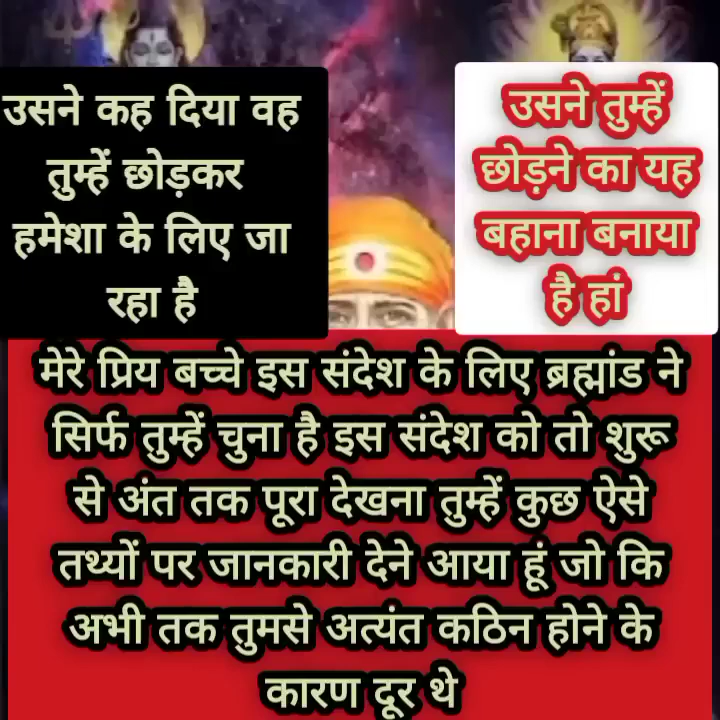 उसने कह दिया वह
तुम्हें छोड़कर
हमेशा के लिए जा
रहा है
उसने तुम्हें
छोड़ने का यह
बहाना बनाया
है हां
मेरे प्रिय बच्चे इस संदेश के लिए ब्रह्मांड ने
सिर्फ तुम्हें चुना है इस संदेश को तो शुरू
से अंत तक पूरा देखना तुम्हें कुछ ऐसे
तथ्यों पर जानकारी देने आया हूं जो कि
अभी तक तुमसे अत्यंत कठिन होने के
कारण दूर थे